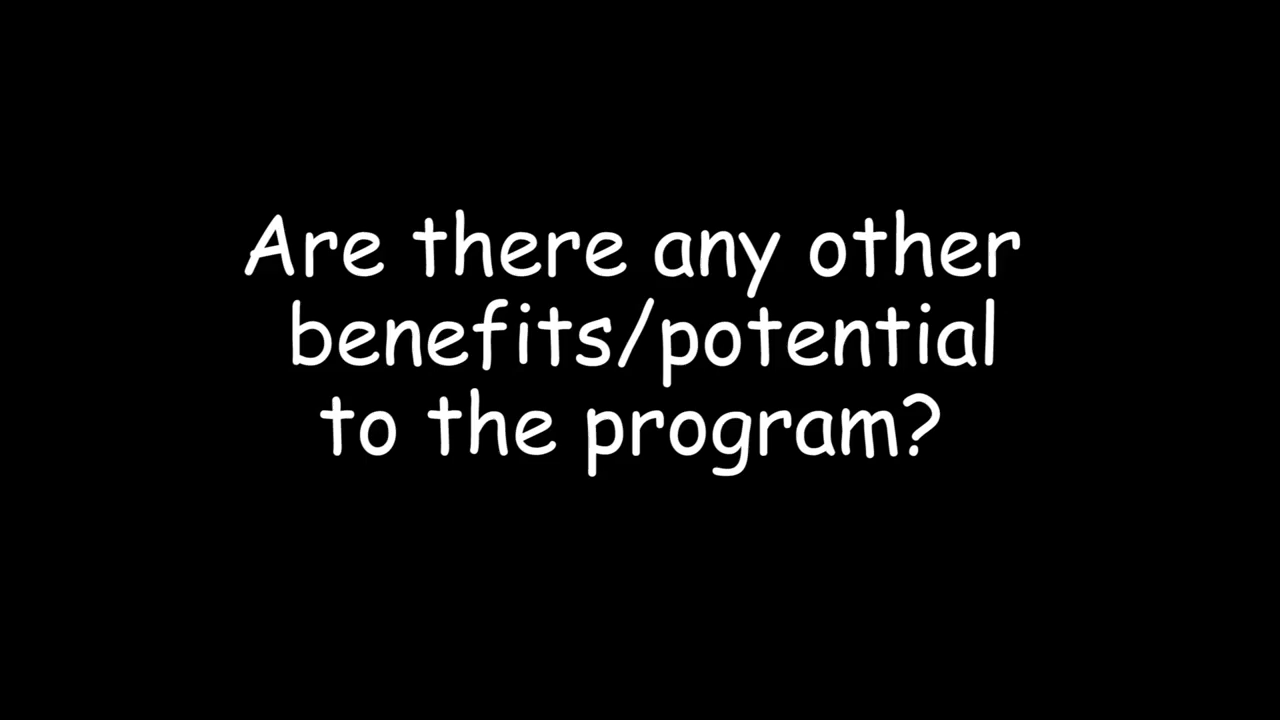 Are there any other
benefits/potential
to the program?